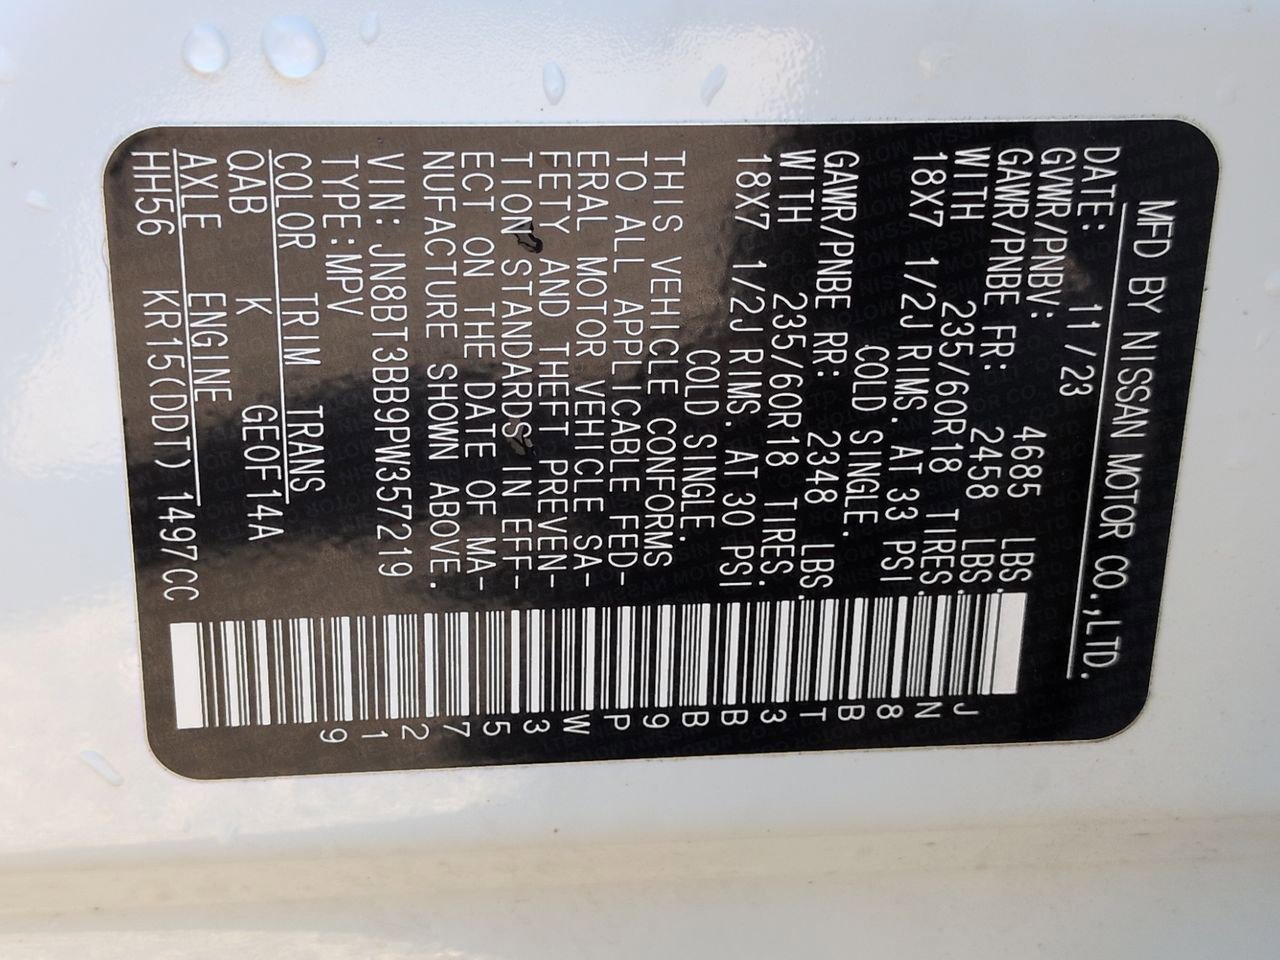 MFD BY NISSAN MOTOR CO.,LTD.
DATE: 11/23
GVWR/PNBV: 4685 LBS.
GAWR/PNBE FR: 2458 LBS.
WITH 235/60R18 TIRES.
18X7 1/2J RIMS. AT 33 PSI
COLD SINGLE.
GAWR/PNBE RR: 2348 LBS.
WITH 235/60R18 TIRES.
18X7 1/2J RIMS. AT 30 PSI
COLD SINGLE.
THIS VEHICLE CONFORMS
TO ALL APPLICABLE FED-
ERAL MOTOR VEHICLE SA-
FETY AND THEFT PREVEN-
TION STANDARDS IN EFF-
ECT ON THE DATE OF MA-
NUFACTURE SHOWN ABOVE.
VIN: JN8BT3BB9PW357219
TYPE:MPV
COLOR TRIM TRANS
QAB K GE0F14A
AXLE ENGINE
HH56 KR15(DDT) 1497CC
JN8BT3BB9PW357219